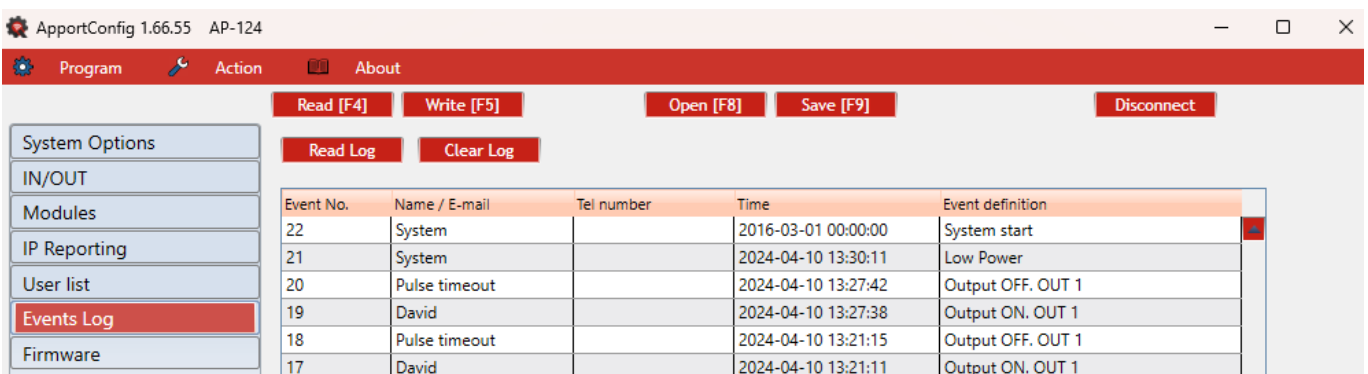 ApportConfig 1.66.55 AP-124
Program Action About
Read [F4] Write [F5] Open [F8] Save [F9] Disconnect
System Options
IN/OUT
Modules
IP Reporting
User list
Events Log
Firmware
Read Log Clear Log
Event No. Name / E-mail Tel number Time Event definition
22 System 2016-03-01 00:00:00 System start
21 System 2024-04-10 13:30:11 Low Power
20 Pulse timeout 2024-04-10 13:27:42 Output OFF. OUT 1
19 David 2024-04-10 13:27:38 Output ON. OUT 1
18 Pulse timeout 2024-04-10 13:21:15 Output OFF. OUT 1
17 David 2024-04-10 13:21:11 Output ON. OUT 1